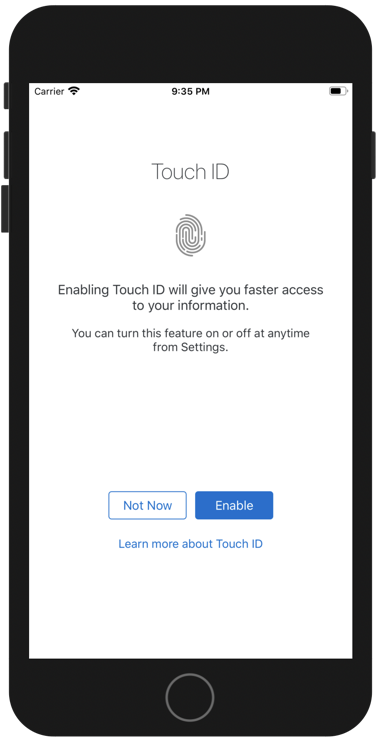 Carrier 9:35 PM
Touch ID
Enabling Touch ID will give you faster access
to your information.
You can turn this feature on or off at anytime
from Settings.
Not Now Enable
Learn more about Touch ID